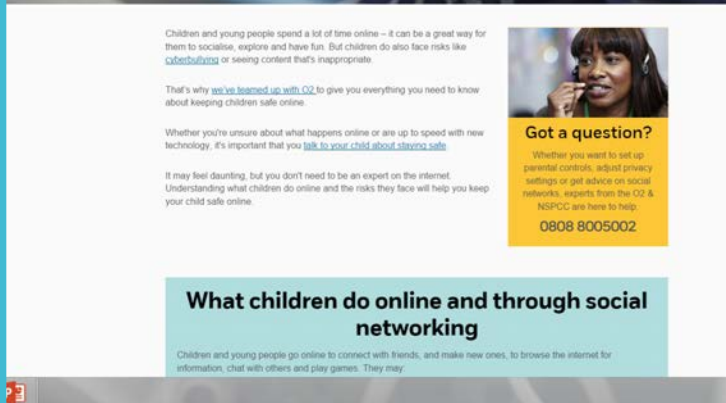 Children and young people spend a lot of time online – it can be a great way for
them to socialise, explore and have fun. But children do also face risks like
cyberbullying or seeing content that's inappropriate.
That's why we've teamed up with O2 to give you everything you need to know
about keeping children safe online.
Whether you're unsure about what happens online or are up to speed with new
technology, it's important that you talk to your child about staying safe.
It may feel daunting, but you don't need to be an expert on the internet.
Understanding what children do online and the risks they face will help you keep
your child safe online.
Got a question?
Whether you want to set up
parental controls, adjust privacy
settings or get advice on social
networks, experts from the O2 &
NSPCC are here to help.
0808 8005002
What children do online and through social
networking
Children and young people go online to connect with friends, and make new ones, to browse the internet for
information, chat with others and play games. They may: